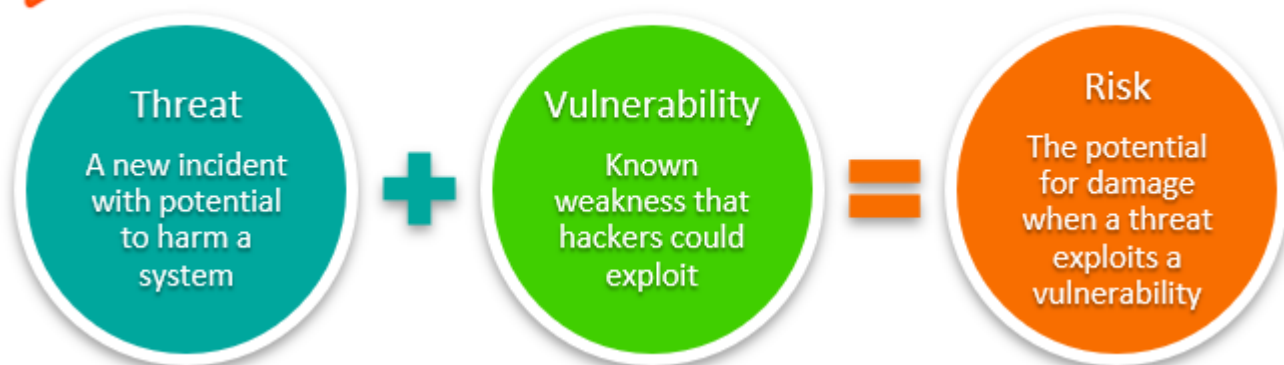 Threat
A new incident
with potential
to harm a
system
Vulnerability
Known
weakness that
hackers could
exploit
Risk
The potential
for damage
when a threat
exploits a
vulnerability